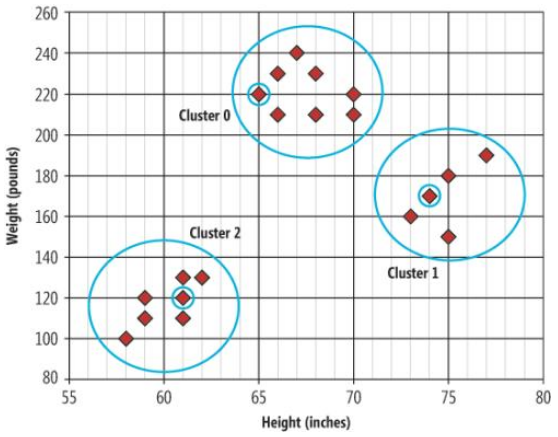 260
240
220
200
180
160
140
120
100
80
Weight (pounds)
Cluster 0
Cluster 2
Cluster 1
55 60 65 70 75 80
Height (inches)